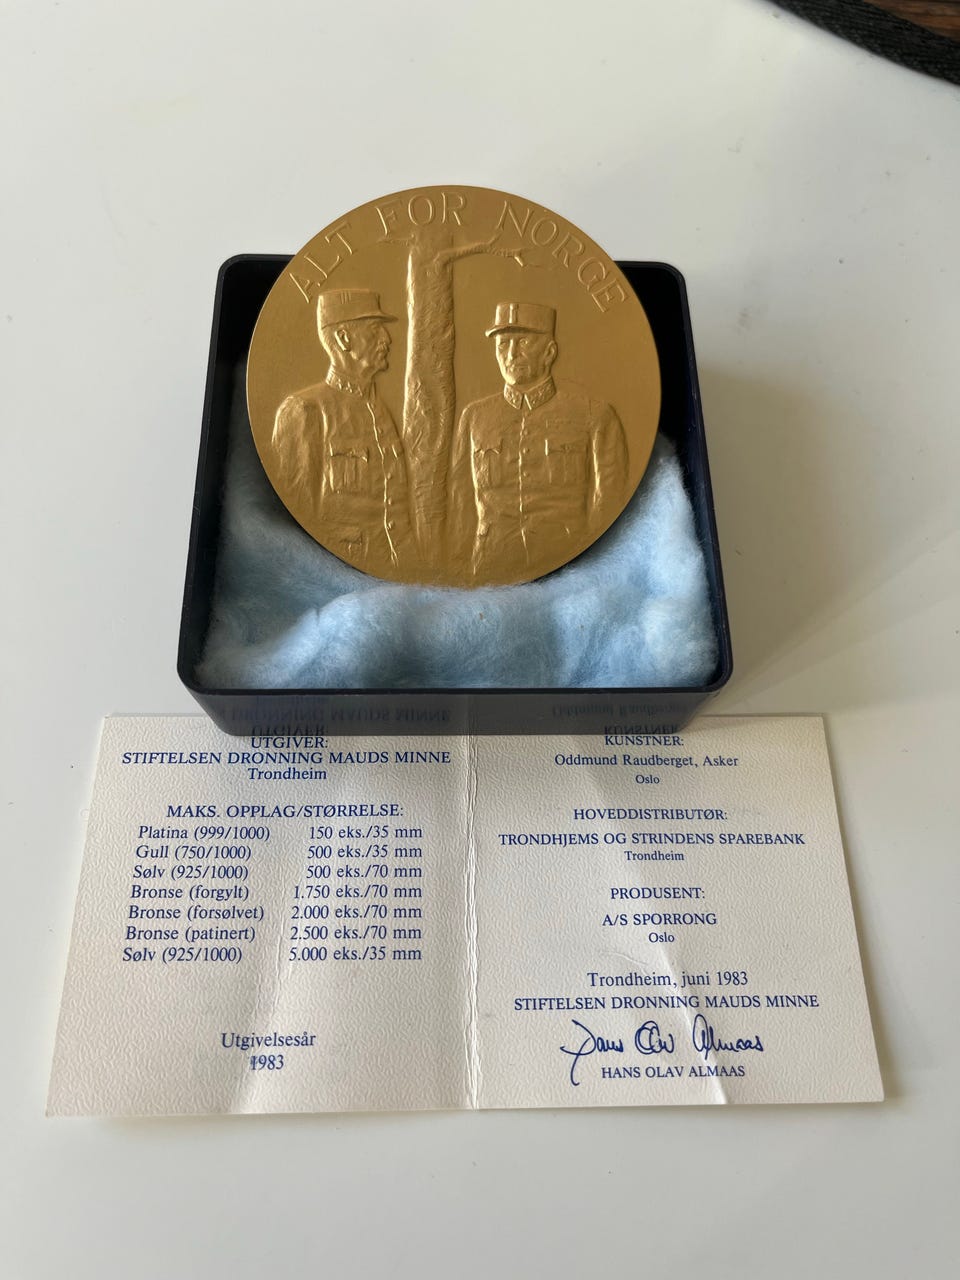 ALT FOR NORGE
UTGIVER:
STIFTELSEN DRONNING MAUDS MINNE
Trondheim
MAKS. OPPLAG/STØRRELSE:
Platina (999/1000) 150 eks./35 mm
Gull (750/1000) 500 eks./35 mm
Sølv (925/1000) 500 eks./70 mm
Bronse (forgylt) 1.750 eks./70 mm
Bronse (forsølvet) 2.000 eks./70 mm
Bronse (patinert) 2.500 eks./70 mm
Sølv (925/1000) 5.000 eks./35 mm
Utgivelsesår
1983
KUNSTNER:
Oddmund Raudberget, Asker
Oslo
HOVEDDISTRIBUTØR:
TRONDHJEMS OG STRINDENS SPAREBANK
Trondheim
PRODUSENT:
A/S SPORRONG
Oslo
Trondheim, juni 1983
STIFTELSEN DRONNING MAUDS MINNE
Hans Olav Almaas
HANS OLAV ALMAAS